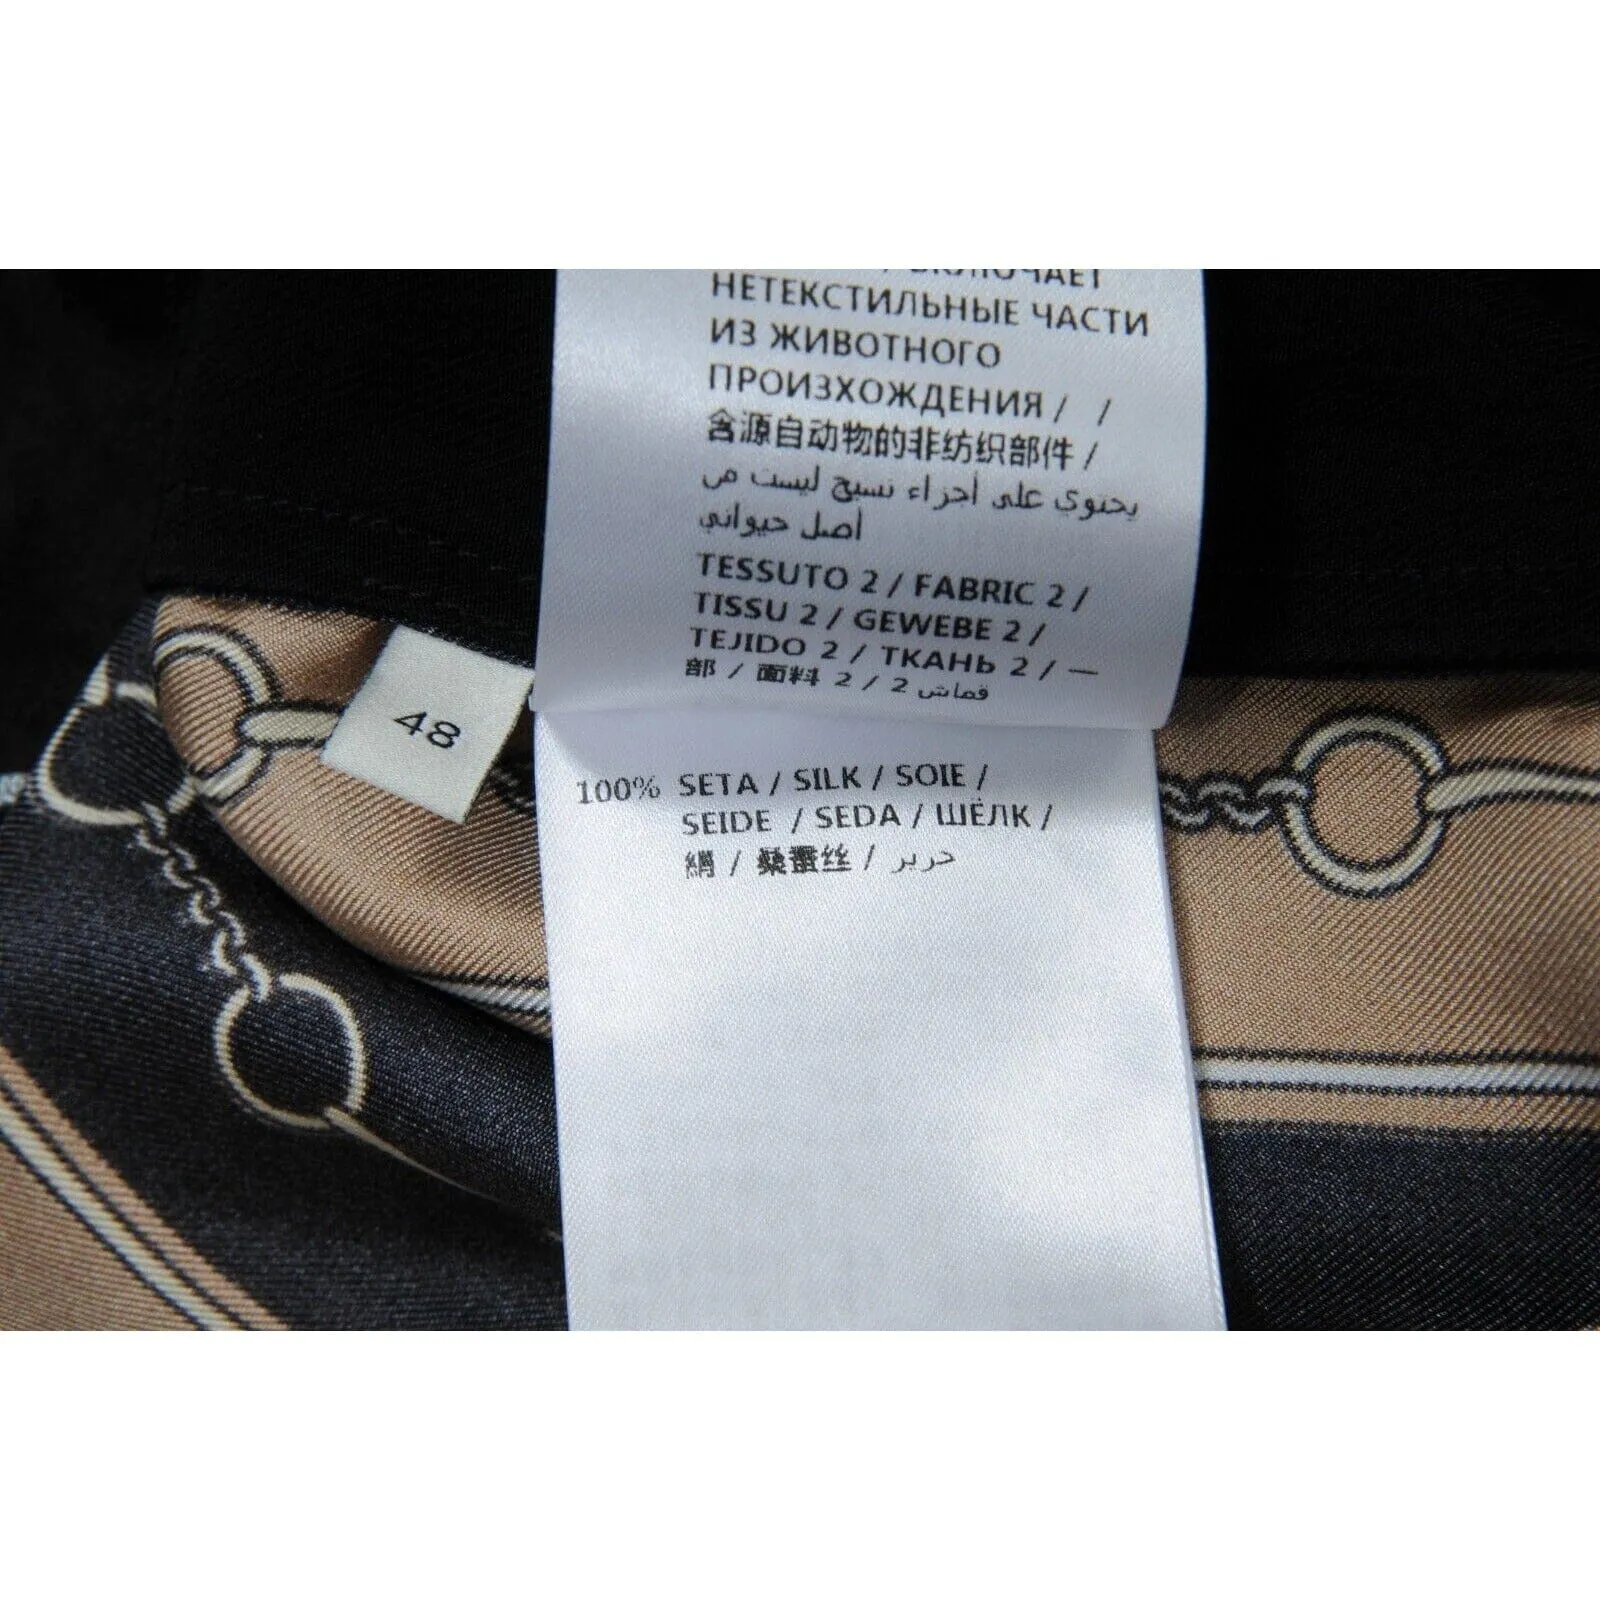 / ВКЛЮЧАЕТ
НЕТЕКСТИЛЬНЫЕ ЧАСТИ
ИЗ ЖИВОТНОГО
ПРОИЗХОЖДЕНИЯ / /
含源自动物的非纺织部件 /
يحتوي على أجزاء نسيج ليست من
أصل حيواني
TESSUTO 2 / FABRIC 2 /
TISSU 2 / GEWEBE 2 /
TEJIDO 2 / ТКАНЬ 2 / 一
部 / 面料 2 / 2 قماش
48
100% SETA / SILK / SOIE /
SEIDE / SEDA / ШЁЛК /
絹 / 桑蚕丝 / حرير